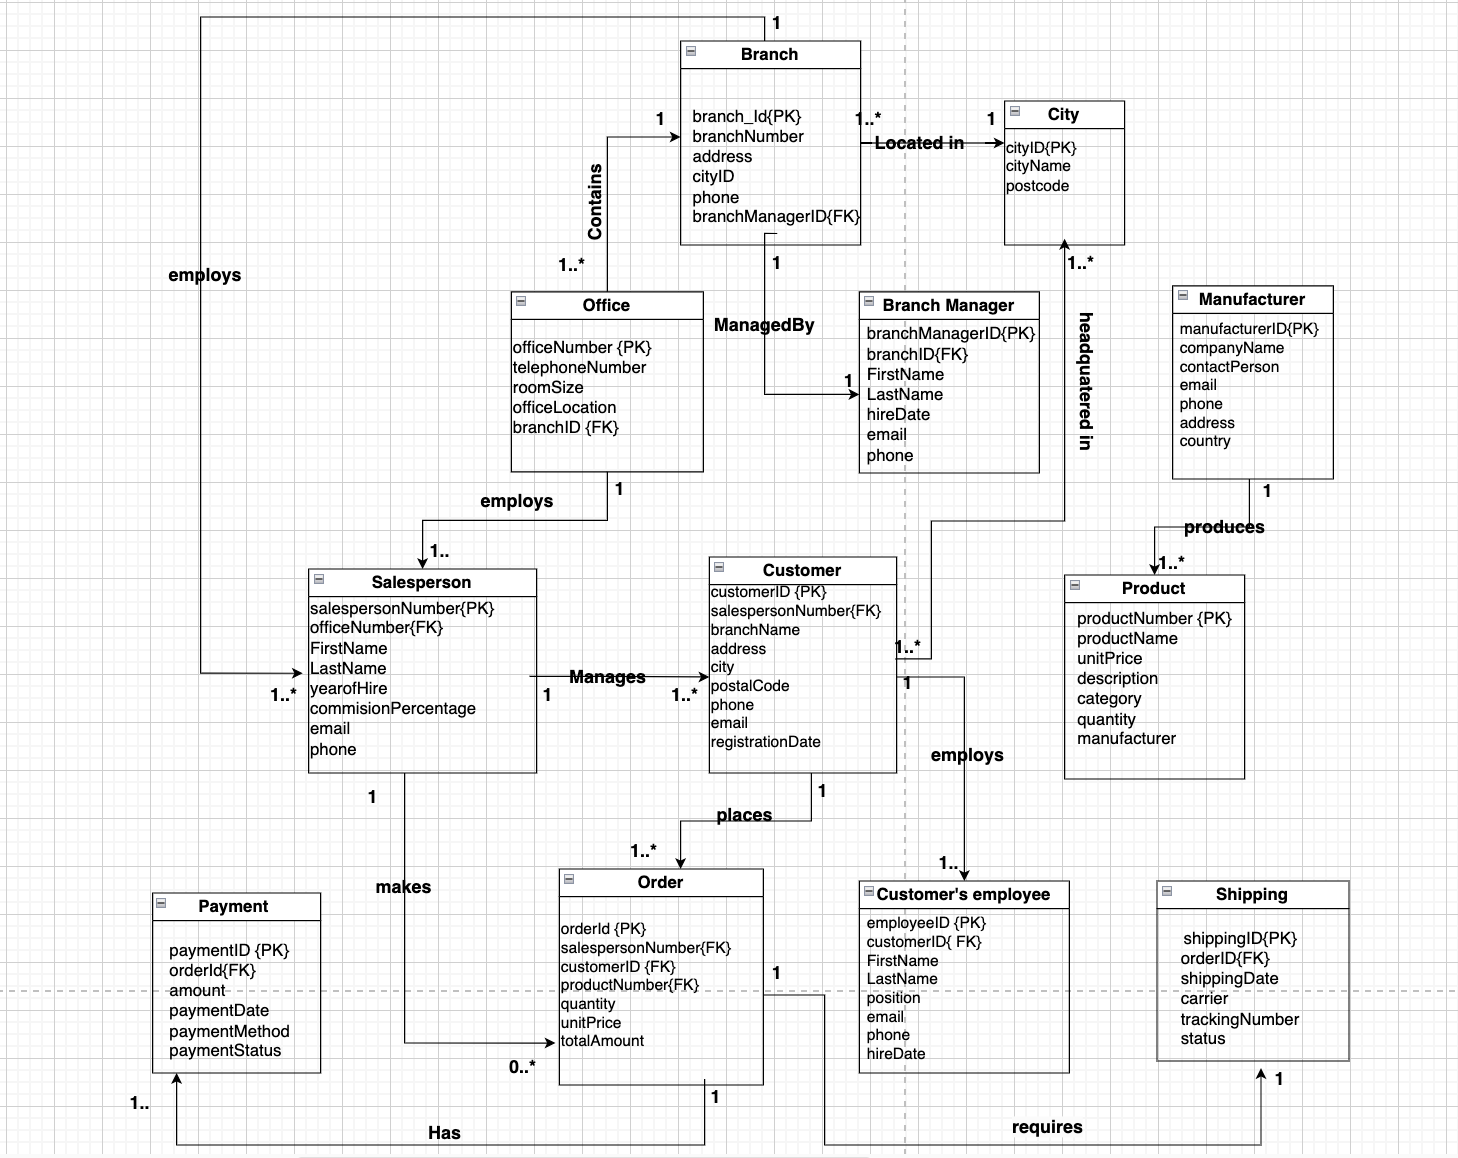 1
Branch
branch_Id{PK}
branchNumber
address
cityID
phone
branchManagerID{FK}
1
1..*
Located in
1
City
cityID{PK}
cityName
postcode
Contains
1..*
employs
1
ManagedBy
1
1..*
headquatered in
Office
officeNumber {PK}
telephoneNumber
roomSize
officeLocation
branchID {FK}
Branch Manager
branchManagerID{PK}
branchID{FK}
FirstName
LastName
hireDate
email
phone
Manufacturer
manufacturerID{PK}
companyName
contactPerson
email
phone
address
country
1
employs
1..
1
produces
1..*
Salesperson
salespersonNumber{PK}
officeNumber{FK}
FirstName
LastName
yearofHire
commisionPercentage
email
phone
1..*
1
Manages
1..*
Customer
customerID {PK}
salespersonNumber{FK}
branchName
address
city
postalCode
phone
email
registrationDate
1..*
1
Product
productNumber {PK}
productName
unitPrice
description
category
quantity
manufacturer
employs
1..
1
places
1..*
1
makes
0..*
Payment
paymentID {PK}
orderId{FK}
amount
paymentDate
paymentMethod
paymentStatus
Order
orderId {PK}
salespersonNumber{FK}
customerID {FK}
productNumber{FK}
quantity
unitPrice
totalAmount
1
Customer's employee
employeeID {PK}
customerID{ FK}
FirstName
LastName
position
email
phone
hireDate
Shipping
shippingID{PK}
orderID{FK}
shippingDate
carrier
trackingNumber
status
1..
Has
1
requires
1